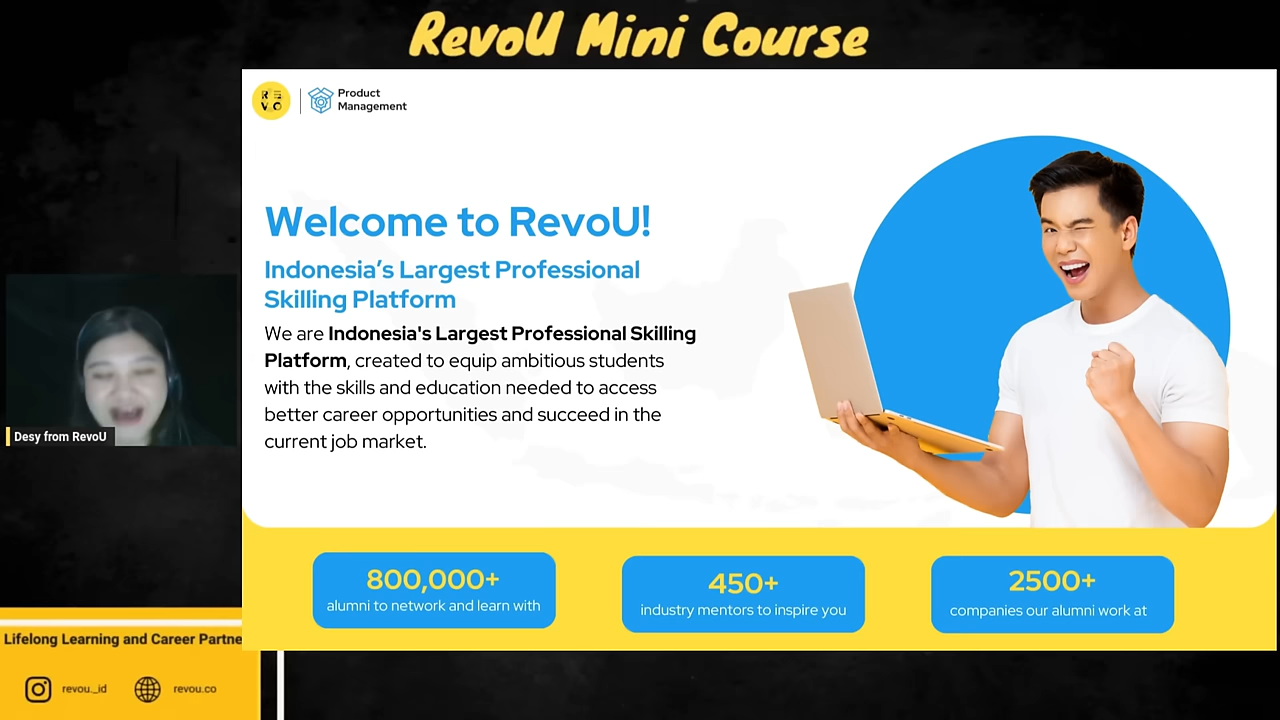 RevoU Mini Course
RE
VO
Product
Management
Welcome to RevoU!
Indonesia’s Largest Professional
Skilling Platform
We are Indonesia's Largest Professional Skilling
Platform, created to equip ambitious students
with the skills and education needed to access
better career opportunities and succeed in the
current job market.
Desy from RevoU
800,000+
alumni to network and learn with
450+
industry mentors to inspire you
2500+
companies our alumni work at
Lifelong Learning and Career Partne
revou_id
revou.co